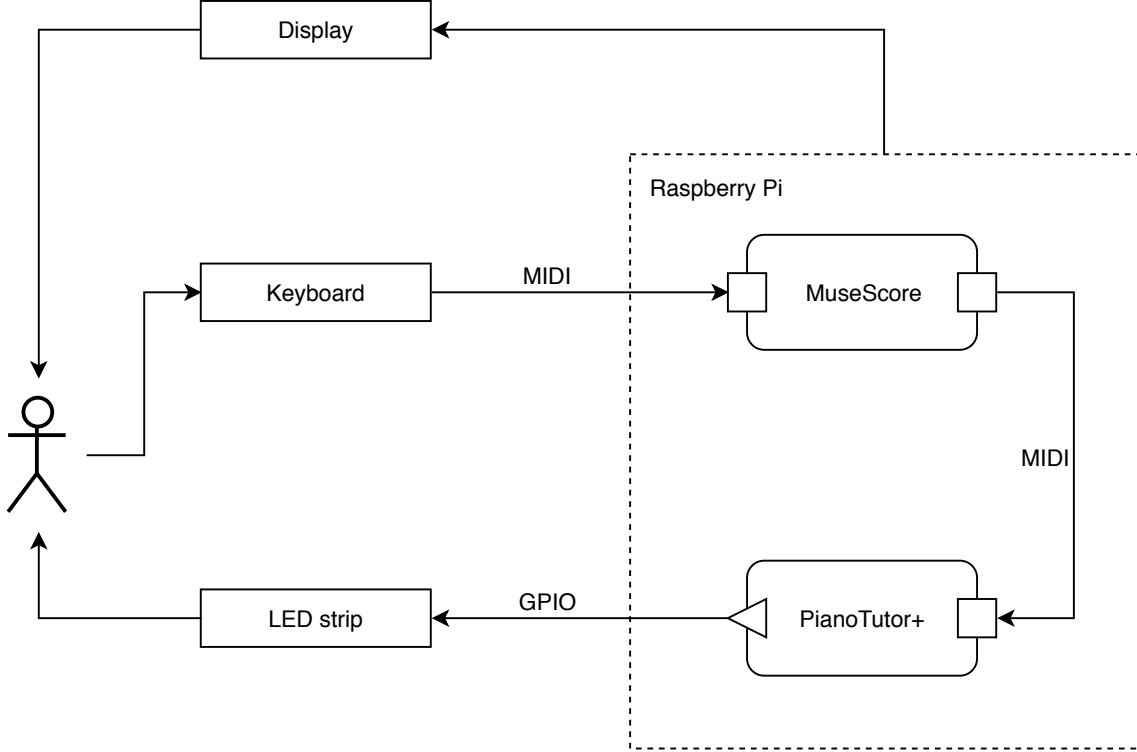 Display
Raspberry Pi
Keyboard
MIDI
MuseScore
MIDI
LED strip
GPIO
PianoTutor+